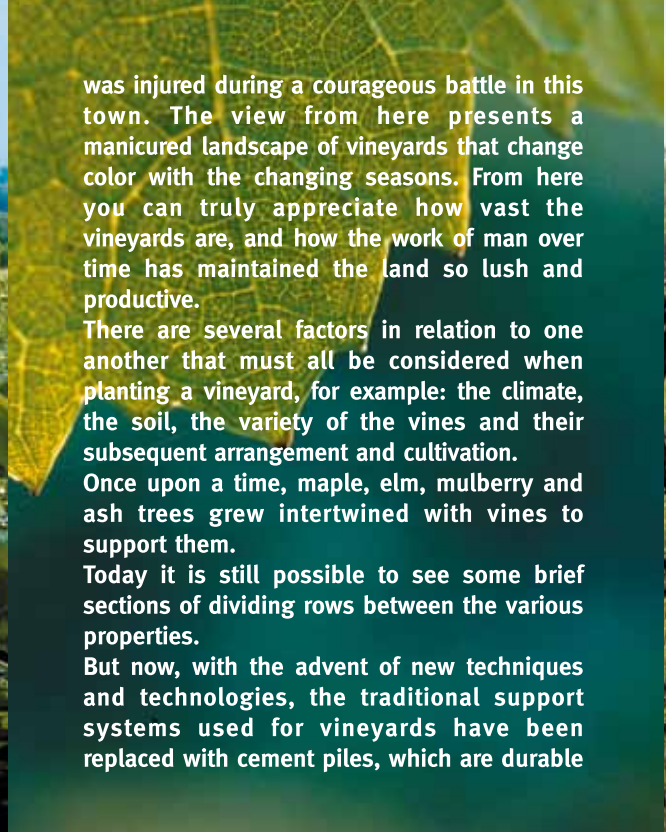 was injured during a courageous battle in this
town. The view from here presents a
manicured landscape of vineyards that change
color with the changing seasons. From here
you can truly appreciate how vast the
vineyards are, and how the work of man over
time has maintained the land so lush and
productive.
There are several factors in relation to one
another that must all be considered when
planting a vineyard, for example: the climate,
the soil, the variety of the vines and their
subsequent arrangement and cultivation.
Once upon a time, maple, elm, mulberry and
ash trees grew intertwined with vines to
support them.
Today it is still possible to see some brief
sections of dividing rows between the various
properties.
But now, with the advent of new techniques
and technologies, the traditional support
systems used for vineyards have been
replaced with cement piles, which are durable